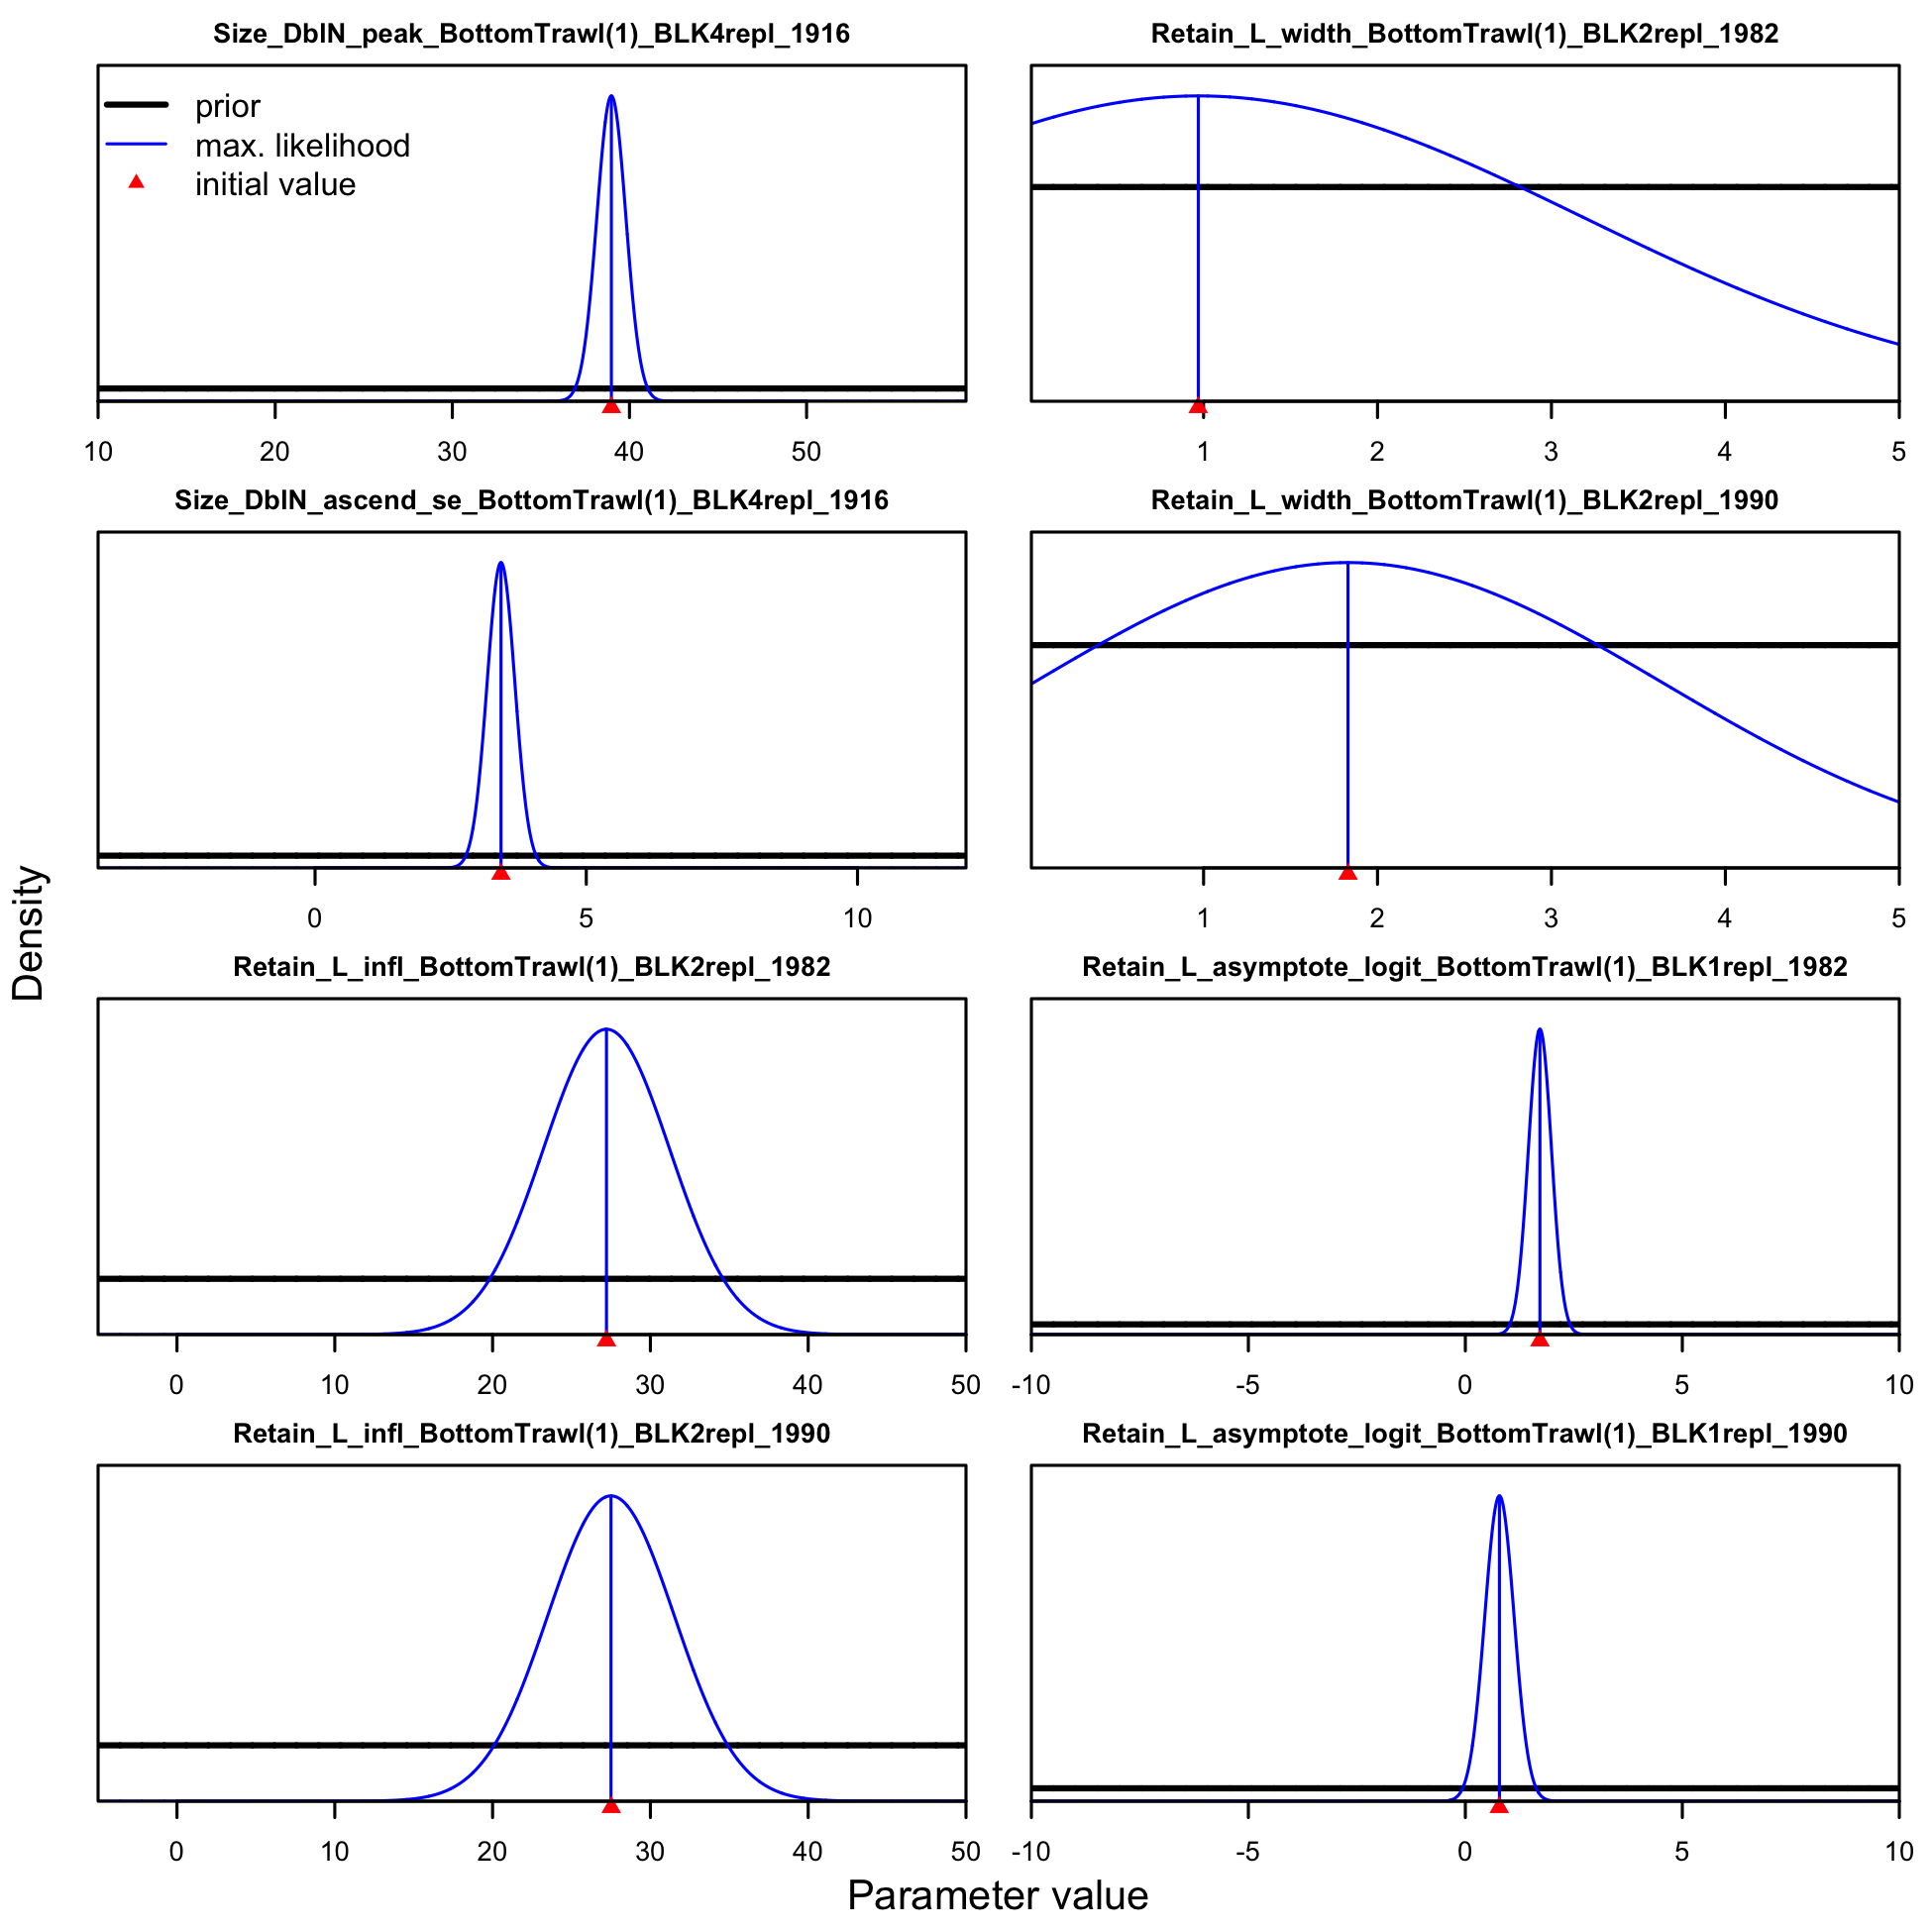 Size_DblN_peak_BottomTrawl(1)_BLK4repl_1916
prior
max. likelihood
initial value
10 20 30 40 50
Retain_L_width_BottomTrawl(1)_BLK2repl_1982
1 2 3 4 5
Size_DblN_ascend_se_BottomTrawl(1)_BLK4repl_1916
0 5 10
Retain_L_width_BottomTrawl(1)_BLK2repl_1990
1 2 3 4 5
Retain_L_infl_BottomTrawl(1)_BLK2repl_1982
0 10 20 30 40 50
Retain_L_asymptote_logit_BottomTrawl(1)_BLK1repl_1982
-10 -5 0 5 10
Retain_L_infl_BottomTrawl(1)_BLK2repl_1990
0 10 20 30 40 50
Retain_L_asymptote_logit_BottomTrawl(1)_BLK1repl_1990
-10 -5 0 5 10
Density
Parameter value